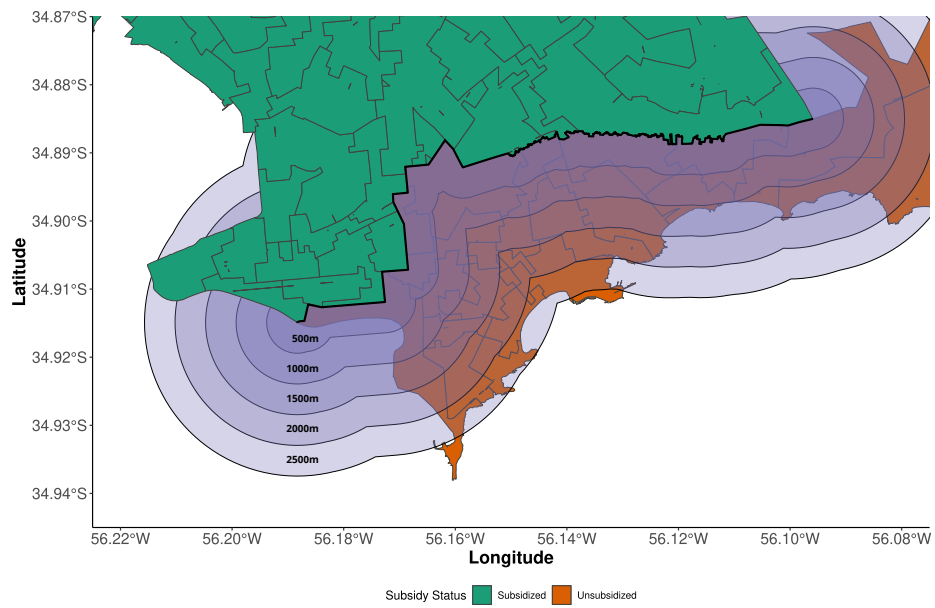 34.87°S
34.88°S
34.89°S
34.90°S
34.91°S
34.92°S
34.93°S
34.94°S
Latitude
500m
1000m
1500m
2000m
2500m
56.22°W 56.20°W 56.18°W 56.16°W 56.14°W 56.12°W 56.10°W 56.08°W
Longitude
Subsidy Status Subsidized Unsubsidized